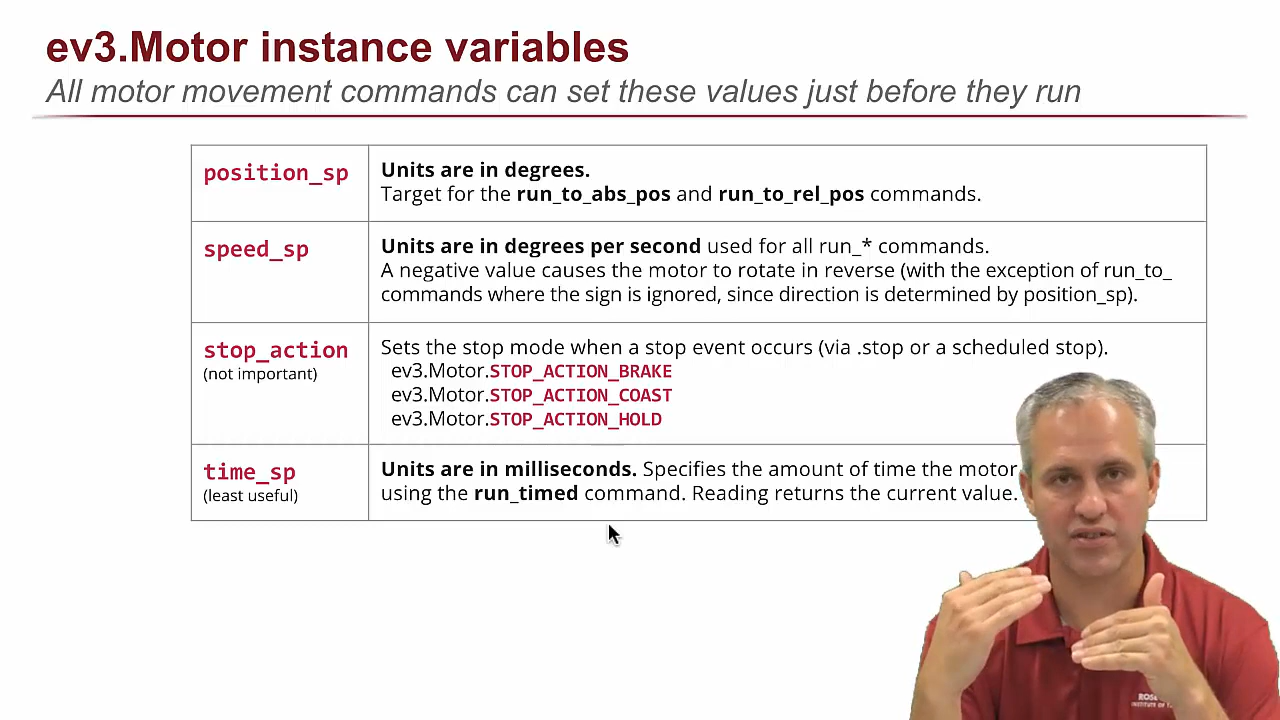 ev3.Motor instance variables
All motor movement commands can set these values just before they run
position_sp
Units are in degrees.
Target for the run_to_abs_pos and run_to_rel_pos commands.
speed_sp
Units are in degrees per second used for all run_* commands.
A negative value causes the motor to rotate in reverse (with the exception of run_to_
commands where the sign is ignored, since direction is determined by position_sp).
stop_action
(not important)
Sets the stop mode when a stop event occurs (via .stop or a scheduled stop).
ev3.Motor.STOP_ACTION_BRAKE
ev3.Motor.STOP_ACTION_COAST
ev3.Motor.STOP_ACTION_HOLD
time_sp
(least useful)
Units are in milliseconds. Specifies the amount of time the motor
using the run_timed command. Reading returns the current value.
ROSE
INSTITUTE OF